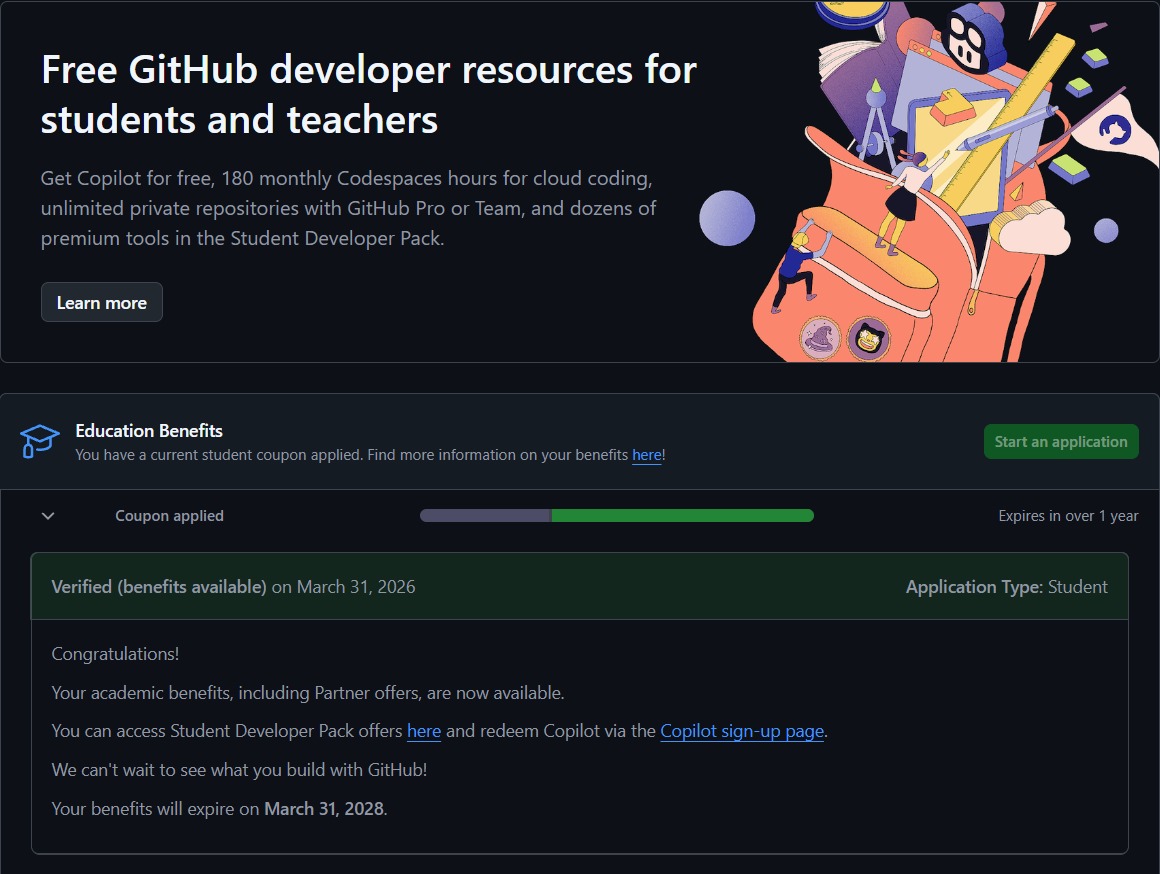 Free GitHub developer resources for
students and teachers
Get Copilot for free, 180 monthly Codespaces hours for cloud coding,
unlimited private repositories with GitHub Pro or Team, and dozens of
premium tools in the Student Developer Pack.
Learn more
Education Benefits
You have a current student coupon applied. Find more information on your benefits here!
Start an application
Coupon applied
Expires in over 1 year
Verified (benefits available) on March 31, 2026
Application Type: Student
Congratulations!
Your academic benefits, including Partner offers, are now available.
You can access Student Developer Pack offers here and redeem Copilot via the Copilot sign-up page.
We can't wait to see what you build with GitHub!
Your benefits will expire on March 31, 2028.